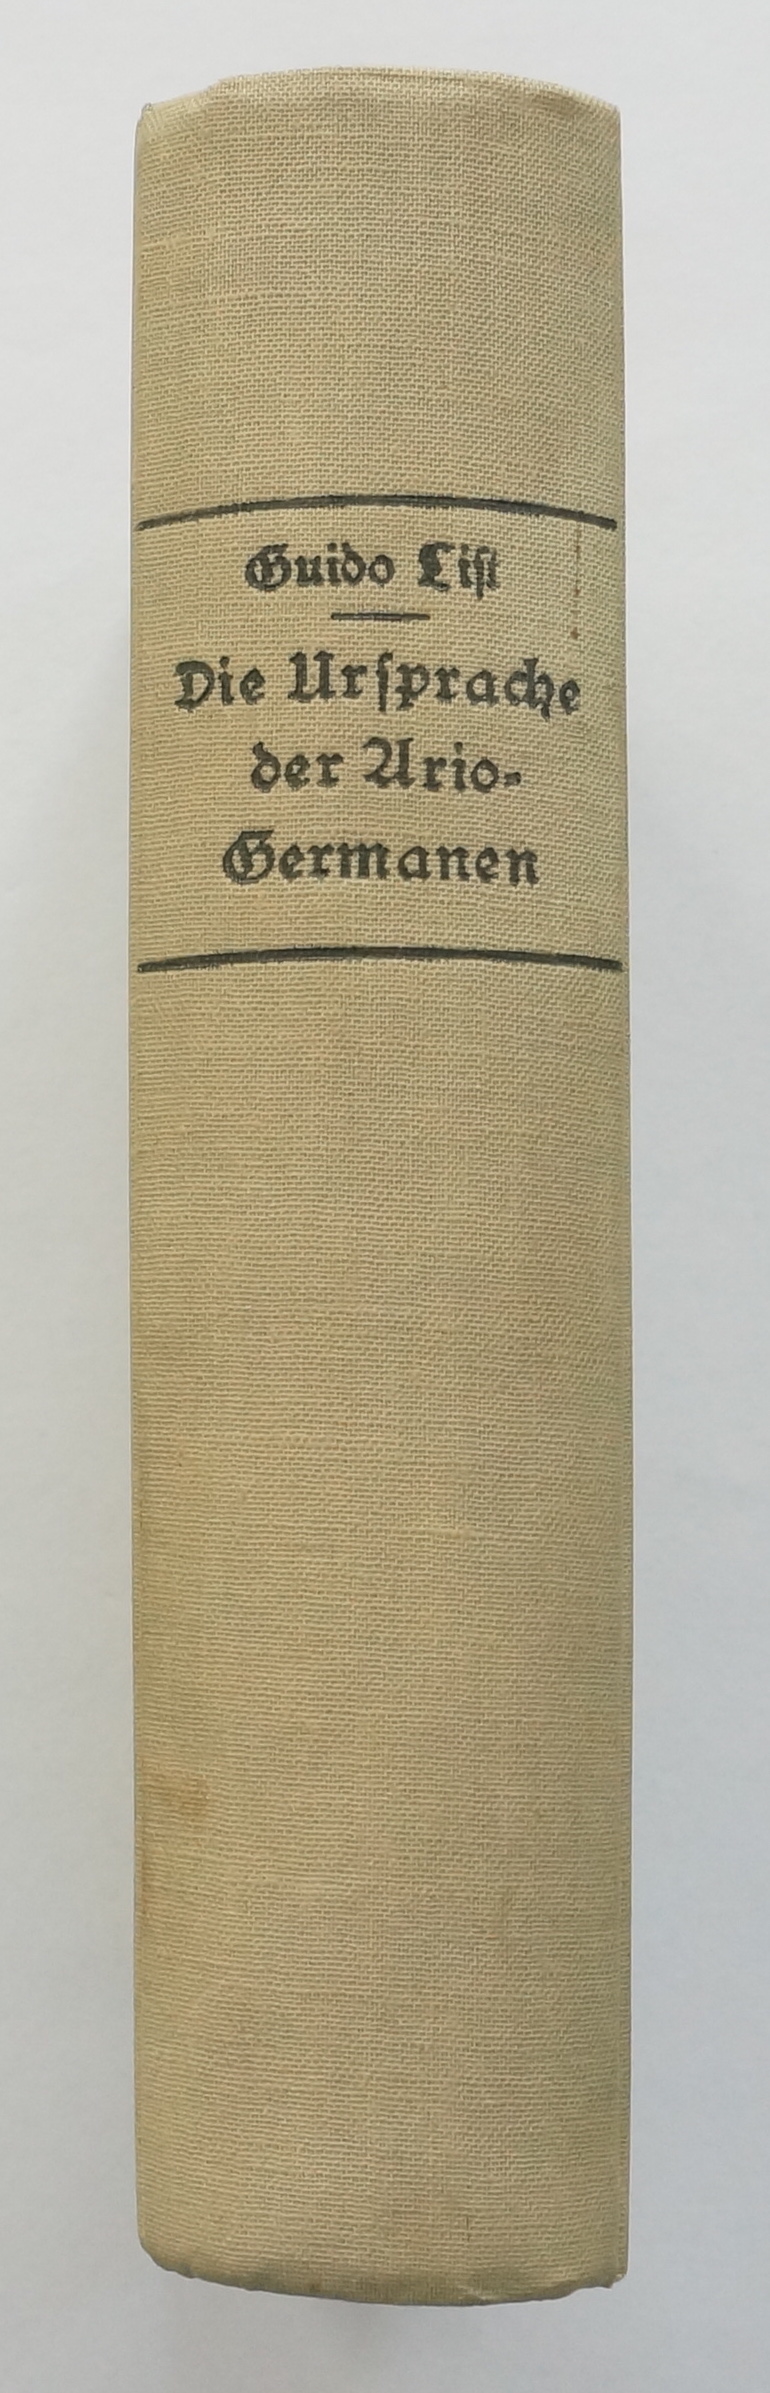 Guido Liſt
Die Urſprache
der Ario-
Germanen